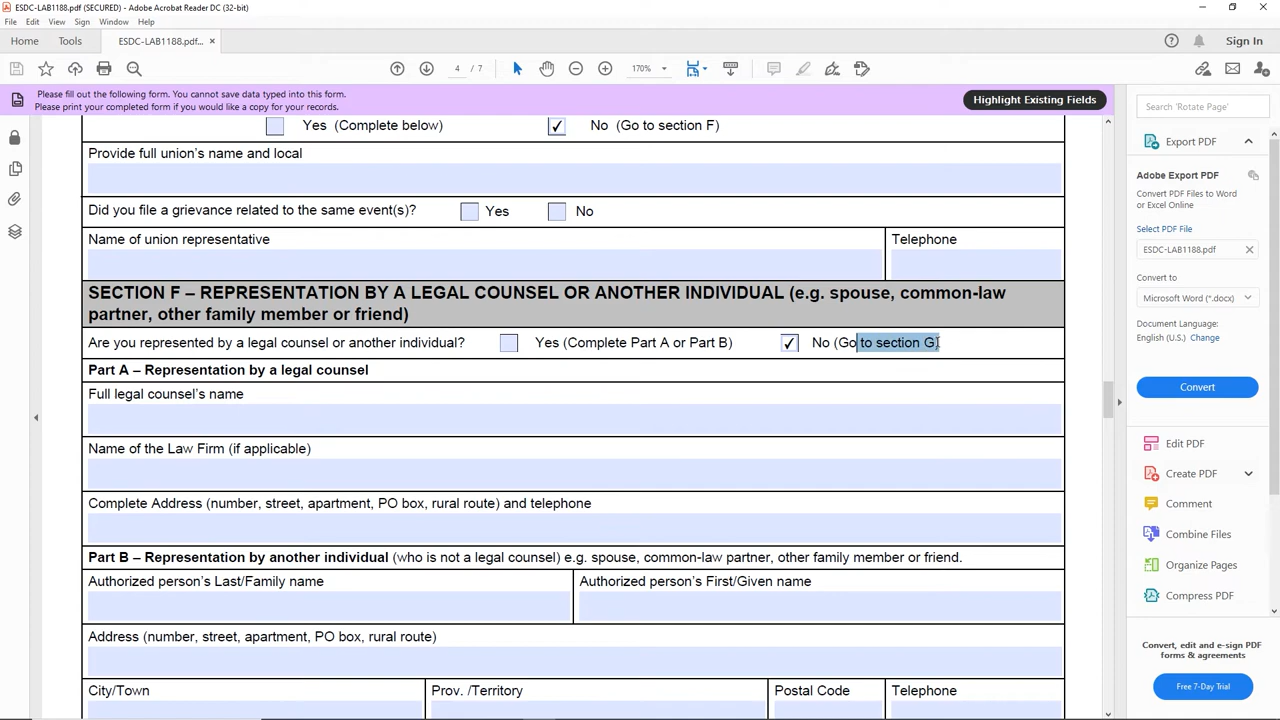 ESDC-LAB1188.pdf (SECURED) - Adobe Acrobat Reader DC (32-bit)
File Edit View Sign Window Help
Home Tools ESDC-LAB1188.pdf... × Sign In
4 / 7 170%
Please fill out the following form. You cannot save data typed into this form.
Please print your completed form if you would like a copy for your records.
Highlight Existing Fields
Yes (Complete below) ✓ No (Go to section F)
Provide full union's name and local
Did you file a grievance related to the same event(s)? Yes No
Name of union representative Telephone
SECTION F – REPRESENTATION BY A LEGAL COUNSEL OR ANOTHER INDIVIDUAL (e.g. spouse, common-law
partner, other family member or friend)
Are you represented by a legal counsel or another individual? Yes (Complete Part A or Part B) ✓ No (Go to section G)
Part A – Representation by a legal counsel
Full legal counsel's name
Name of the Law Firm (if applicable)
Complete Address (number, street, apartment, PO box, rural route) and telephone
Part B – Representation by another individual (who is not a legal counsel) e.g. spouse, common-law partner, other family member or friend.
Authorized person's Last/Family name Authorized person's First/Given name
Address (number, street, apartment, PO box, rural route)
City/Town Prov. /Territory Postal Code Telephone
Search 'Rotate Page'
Export PDF
Adobe Export PDF
Convert PDF Files to Word
or Excel Online
Select PDF File
ESDC-LAB1188.pdf
Convert to
Microsoft Word (*.docx)
Document Language:
English (U.S.) Change
Convert
Edit PDF
Create PDF
Comment
Combine Files
Organize Pages
Compress PDF
Convert, edit and e-sign PDF
forms & agreements
Free 7-Day Trial